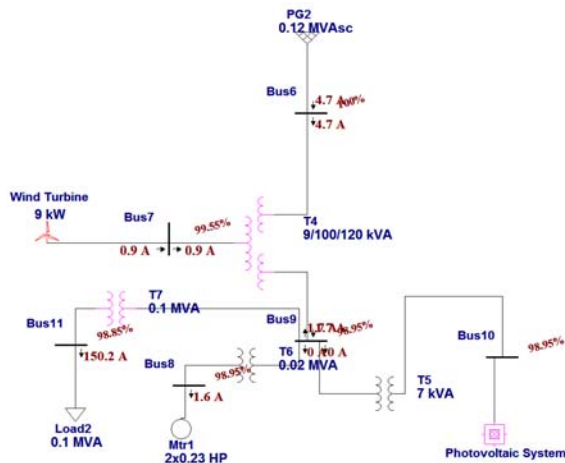 PG2
0.12 MVAsc
Bus6
4.7 A
100%
4.7 A
Wind Turbine
9 kW
Bus7
99.55%
T4
9/100/120 kVA
0.9 A
0.9 A
T7
0.1 MVA
Bus9
Bus11
98.85%
98.95%
Bus10
150.2 A
T6
0 A
0.02 MVA
Bus8
98.95%
98.95%
T5
7 kVA
1.6 A
Load2
0.1 MVA
Mtr1
2x0.23 HP
Photovoltaic System